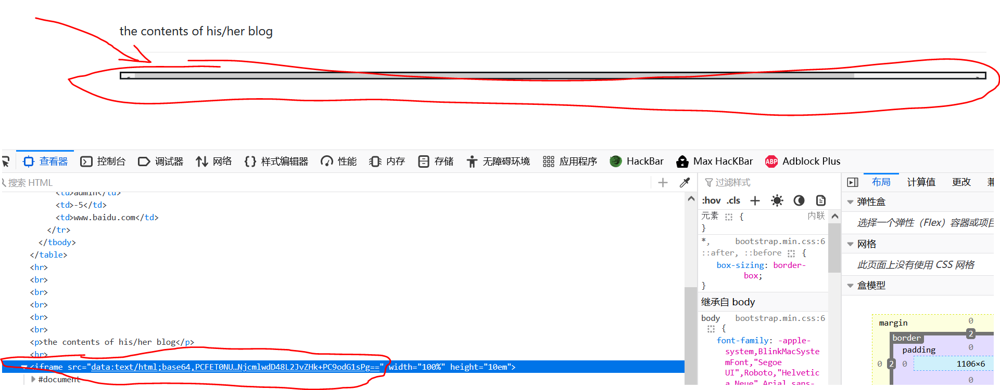 the contents of his/her blog
查看器 控制台 调试器 网络 样式编辑器 性能 内存 存储 无障碍环境 应用程序 HackBar Max HacKBar ABP Adblock Plus
搜索 HTML
<td>admin</td>
<td>-5</td>
<td>www.baidu.com</td>
</tr>
</tbody>
</table>
<hr>
<br>
<br>
<br>
<br>
<br>
<p>the contents of his/her blog</p>
<hr>
<iframe src="data:text/html;base64,PCFET0NU…NjcmlwdD48L2JvZHk+PC9odG1sPg==" width="100%" height="10em">
#document
过滤样式
:hov .cls
元素 { 内联
}
*, bootstrap.min.css:6
::after, ::before {
box-sizing: border-
box;
}
继承自 body
body bootstrap.min.css:6
{
font-family: -apple-
system,BlinkMacSyste
mFont,"Segoe
UI",Roboto,"Helvetic
a Neue",Arial,sans-
布局 计算值 更改
弹性盒
选择一个弹性（Flex）容器或项目
网格
此页面上没有使用 CSS 网格
盒模型
margin 0
border 2
padding 0
0 2 0 1106×6
0